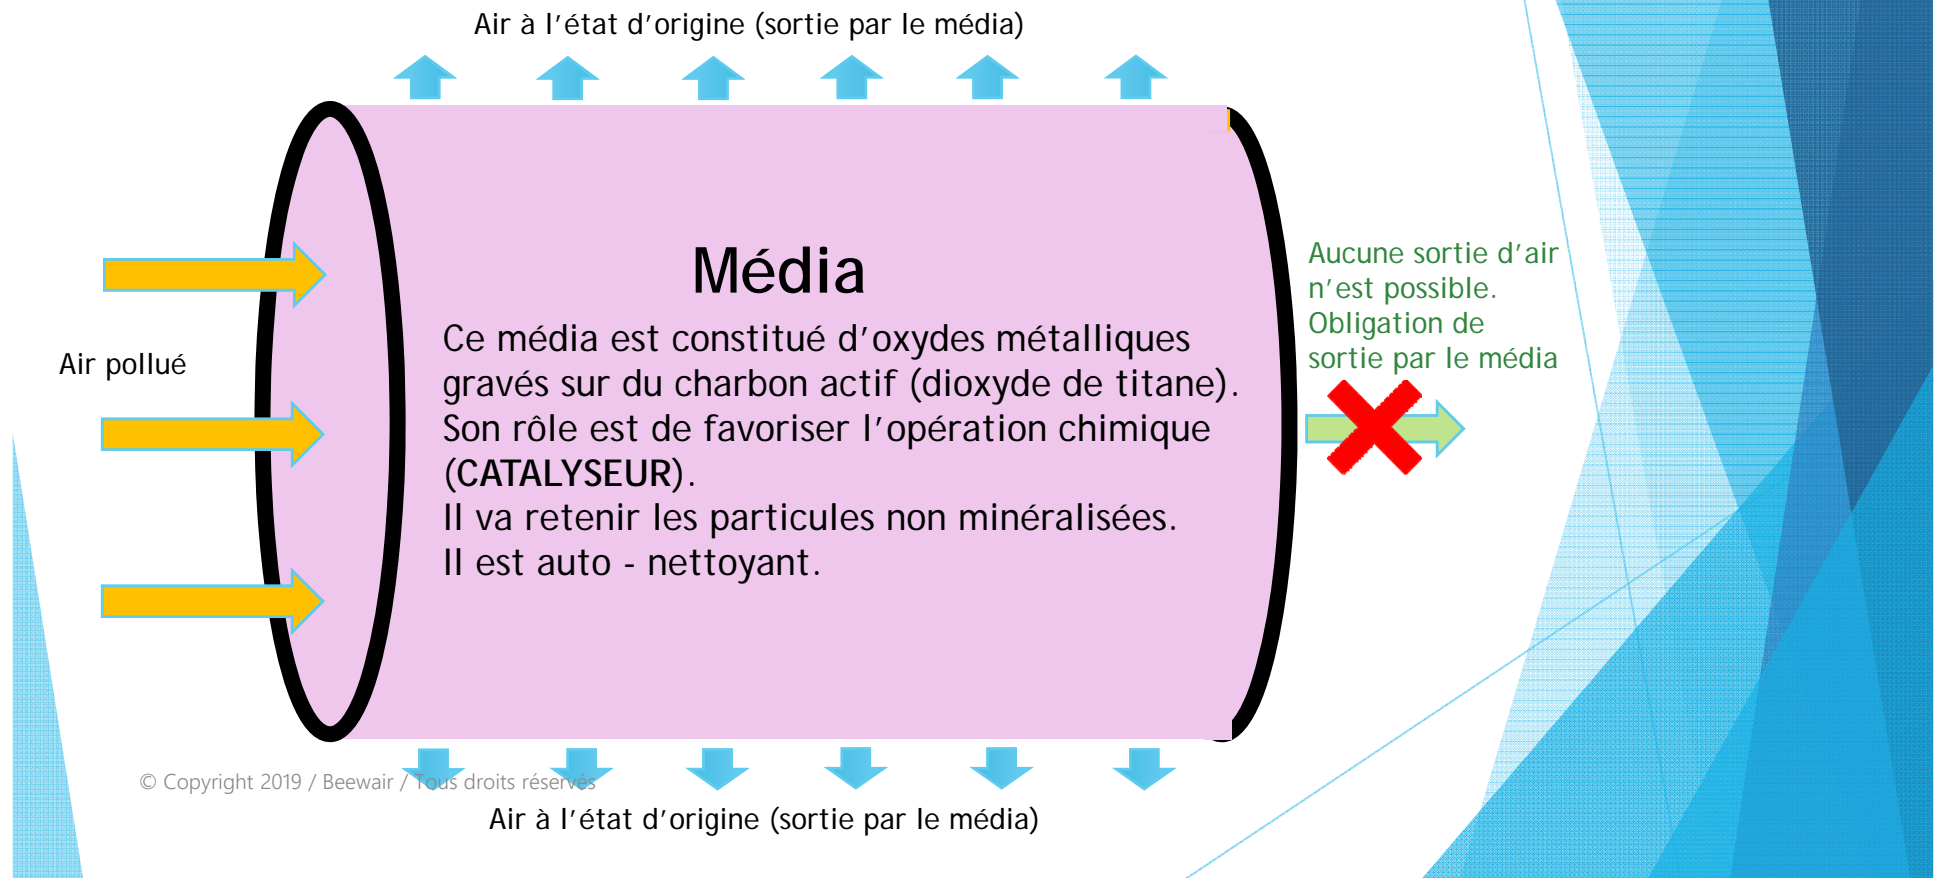 Air à l’état d’origine (sortie par le média)
Air pollué
Média
Ce média est constitué d’oxydes métalliques
gravés sur du charbon actif (dioxyde de titane).
Son rôle est de favoriser l’opération chimique
(CATALYSEUR).
Il va retenir les particules non minéralisées.
Il est auto - nettoyant.
Aucune sortie d’air
n’est possible.
Obligation de
sortie par le média
© Copyright 2019 / Beewair / Tous droits réservés
Air à l’état d’origine (sortie par le média)